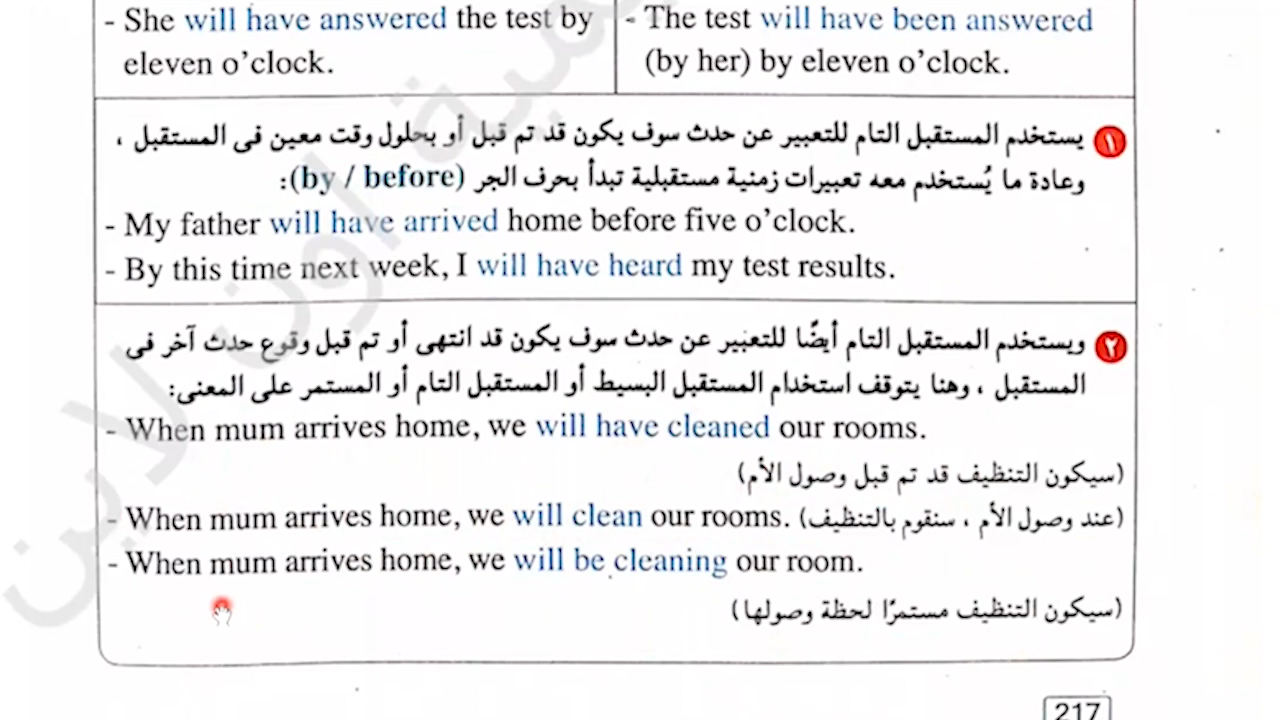 - She will have answered the test by
eleven o'clock.
- The test will have been answered
(by her) by eleven o'clock.
١ يستخدم المستقبل التام للتعبير عن حدث سوف يكون قد تم قبل أو بحلول وقت معين فى المستقبل ،
وعادة ما يُستخدم معه تعبيرات زمنية مستقبلية تبدأ بحرف الجر (by / before):
- My father will have arrived home before five o'clock.
- By this time next week, I will have heard my test results.
٢ ويستخدم المستقبل التام أيضًا للتعبير عن حدث سوف يكون قد انتهى أو تم قبل وقوع حدث آخر فى
المستقبل ، وهنا يتوقف استخدام المستقبل البسيط أو المستقبل التام أو المستمر على المعنى:
- When mum arrives home, we will have cleaned our rooms.
(سيكون التنظيف قد تم قبل وصول الأم)
- When mum arrives home, we will clean our rooms. (عند وصول الأم ، سنقوم بالتنظيف)
- When mum arrives home, we will be cleaning our room.
(سيكون التنظيف مستمرًا لحظة وصولها)
217
اون لاين